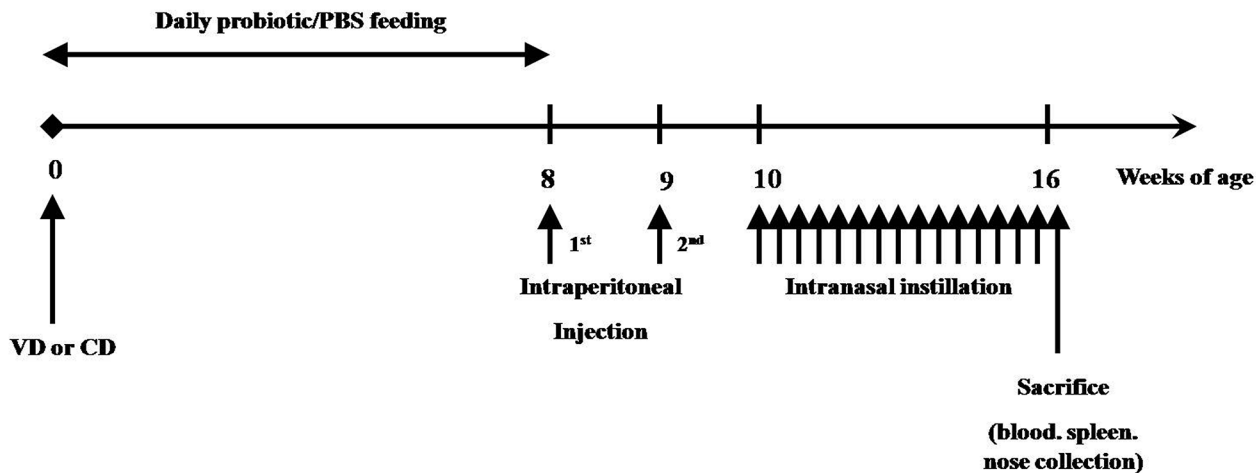 Daily probiotic/PBS feeding
0
8
9
10
16
Weeks of age
1st
2nd
Intraperitoneal
Injection
Intranasal instillation
VD or CD
Sacrifice
(blood. spleen.
nose collection)